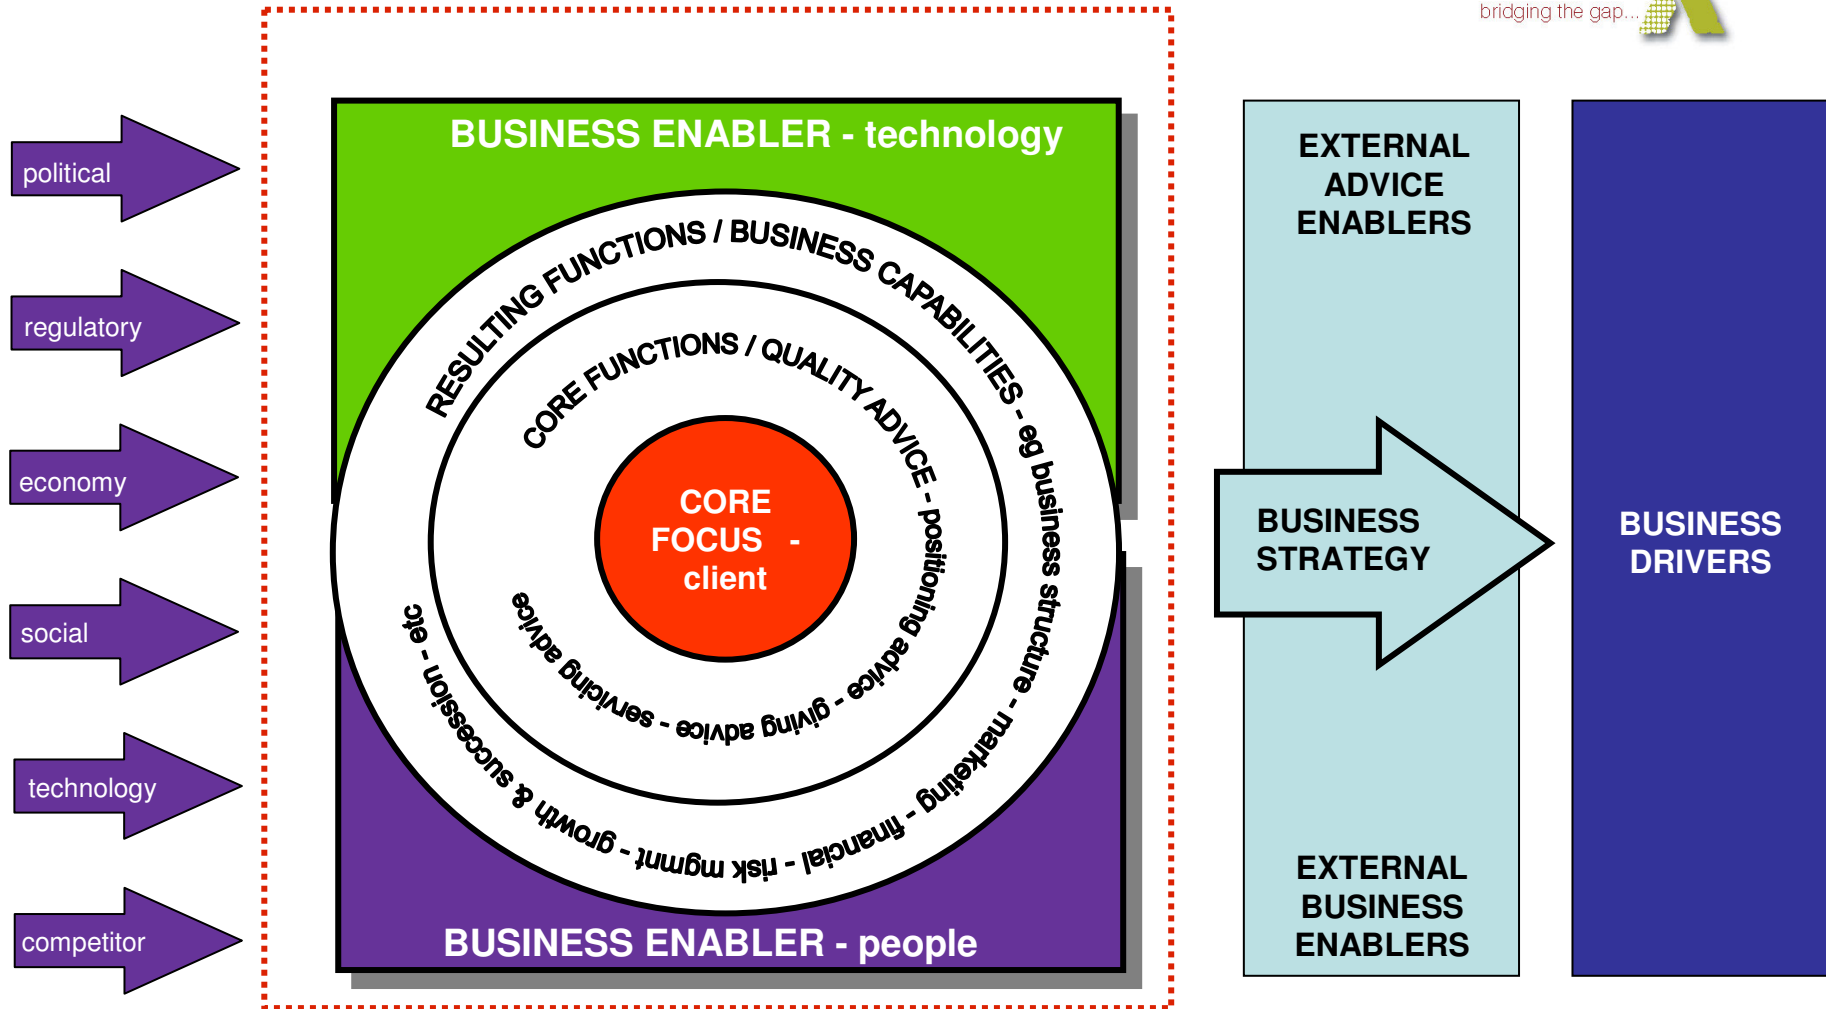 bridging the gap...
political
regulatory
economy
social
technology
competitor
BUSINESS ENABLER - technology
RESULTING FUNCTIONS / BUSINESS CAPABILITIES - eg business structure - marketing - financial - risk mgmnt - growth & succession - etc
CORE FUNCTIONS / QUALITY ADVICE - positioning advice - giving advice - servicing advice
CORE
FOCUS -
client
BUSINESS ENABLER - people
EXTERNAL
ADVICE
ENABLERS
BUSINESS
STRATEGY
EXTERNAL
BUSINESS
ENABLERS
BUSINESS
DRIVERS